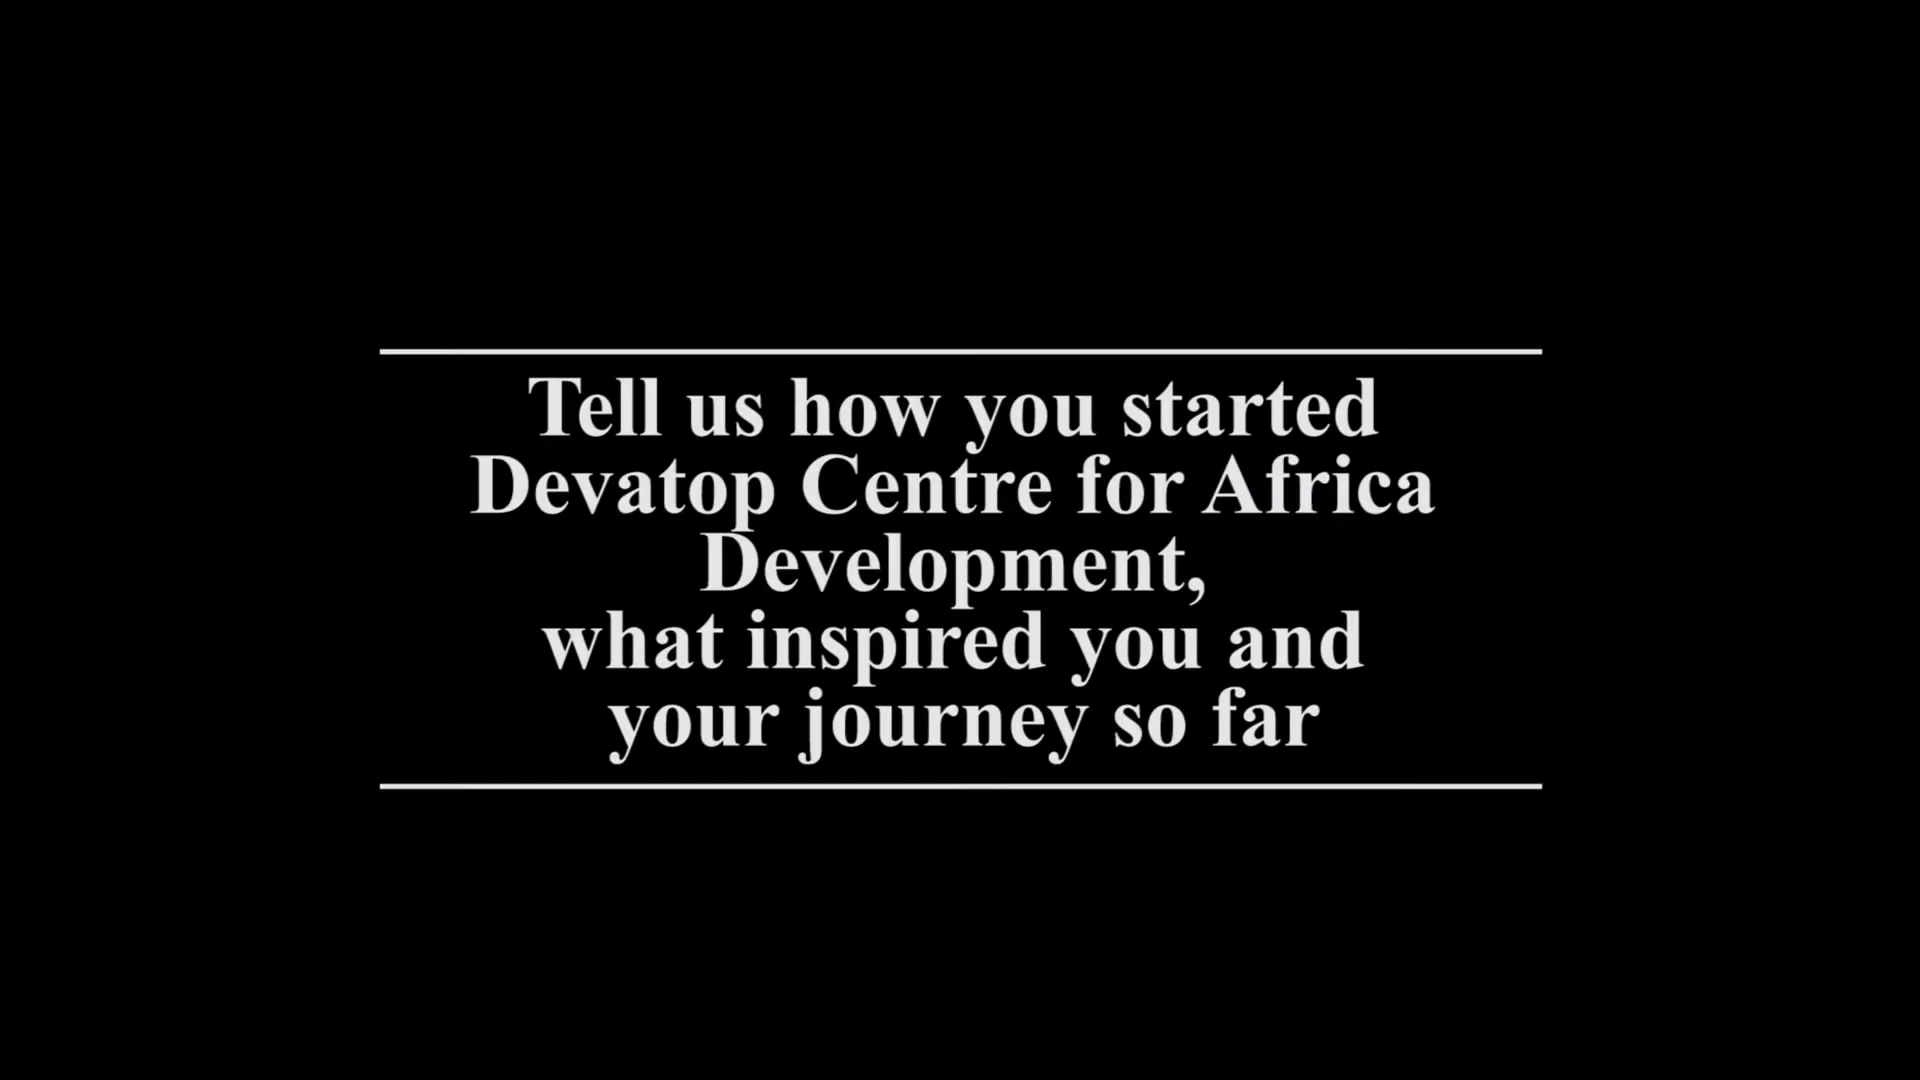 Tell us how you started
Devatop Centre for Africa
Development,
what inspired you and
your journey so far